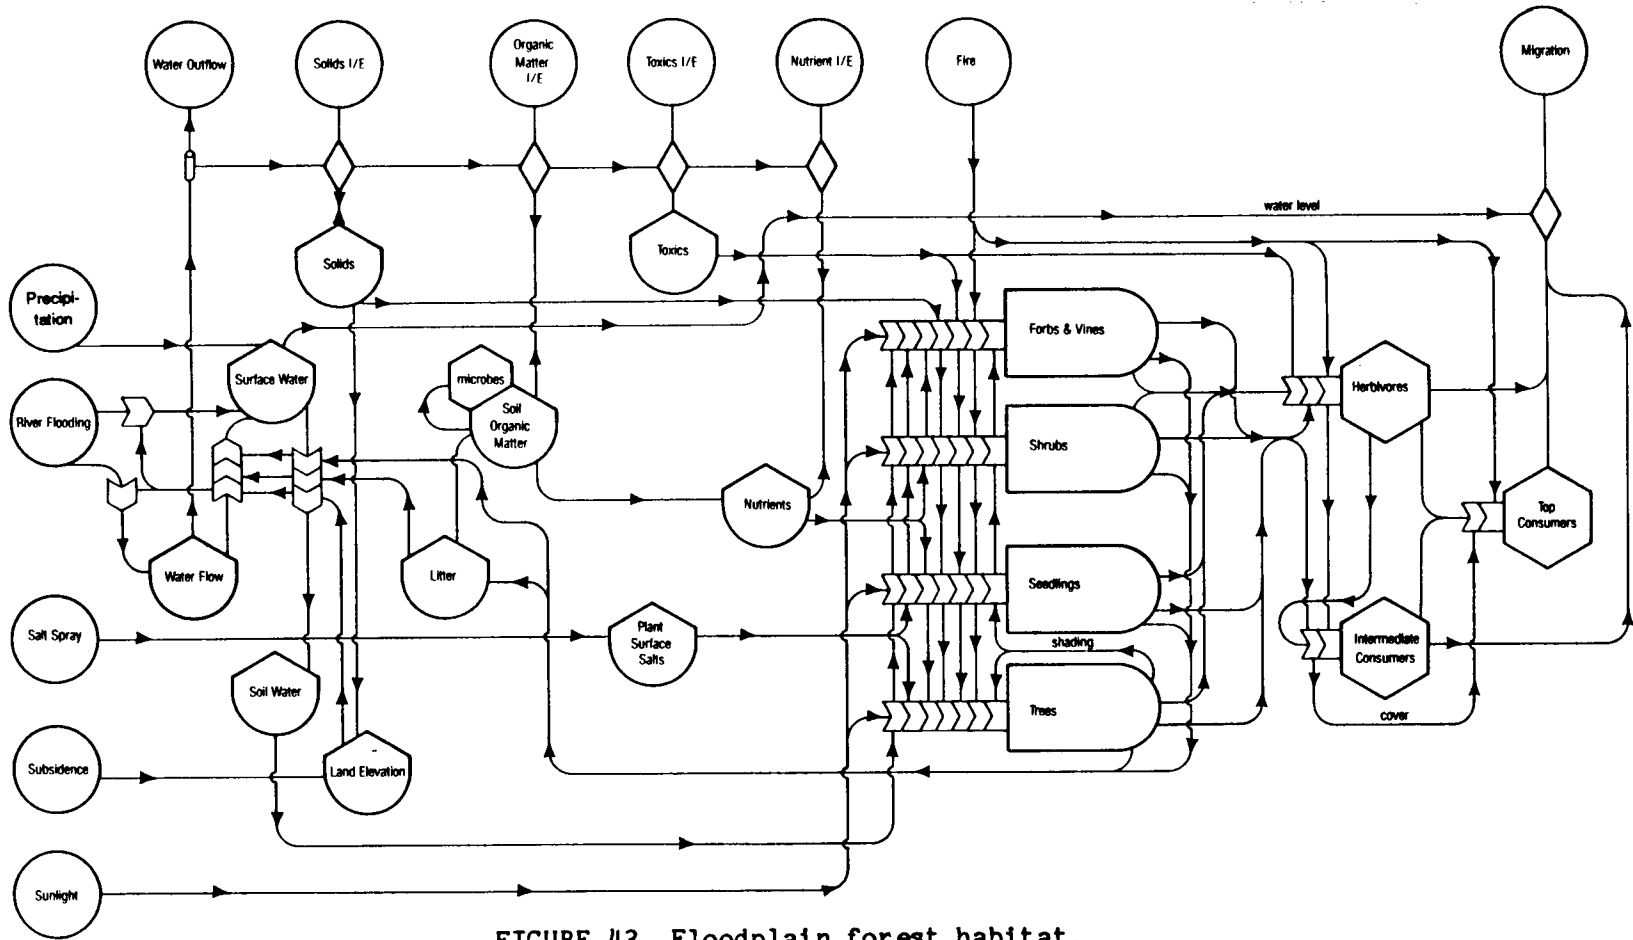 Water Outflow
Solids I/E
Organic
Matter
I/E
Toxics I/E
Nutrient I/E
Fire
Migration
water level
Solids
Toxics
Precipi-
tation
Forbs & Vines
Surface Water
microbes
Herbivores
River Flooding
Soil
Organic
Matter
Shrubs
Nutrients
Top
Consumers
Water Flow
Litter
Seedlings
Salt Spray
Plant
Surface
Salts
shading
Intermediate
Consumers
Soil Water
Trees
cover
Subsidence
Land Elevation
Sunlight
FIGURE 43. Floodplain forest habitat.